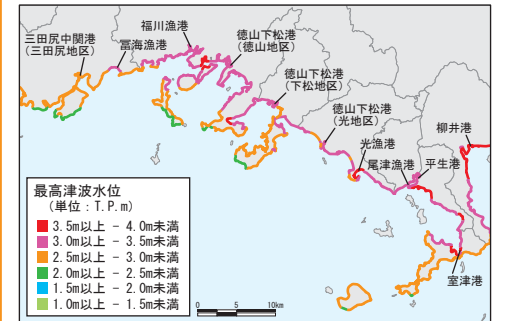 福川漁港
三田尻中関港
（三田尻地区）
富海漁港
徳山下松港
（徳山地区）
徳山下松港
（下松地区）
徳山下松港
（光地区）
光漁港
尾津漁港
平生港
柳井港
室津港
最高津波水位
（単位：T.P.m）
3.5m以上 - 4.0m未満
3.0m以上 - 3.5m未満
2.5m以上 - 3.0m未満
2.0m以上 - 2.5m未満
1.5m以上 - 2.0m未満
1.0m以上 - 1.5m未満
0 5 10km